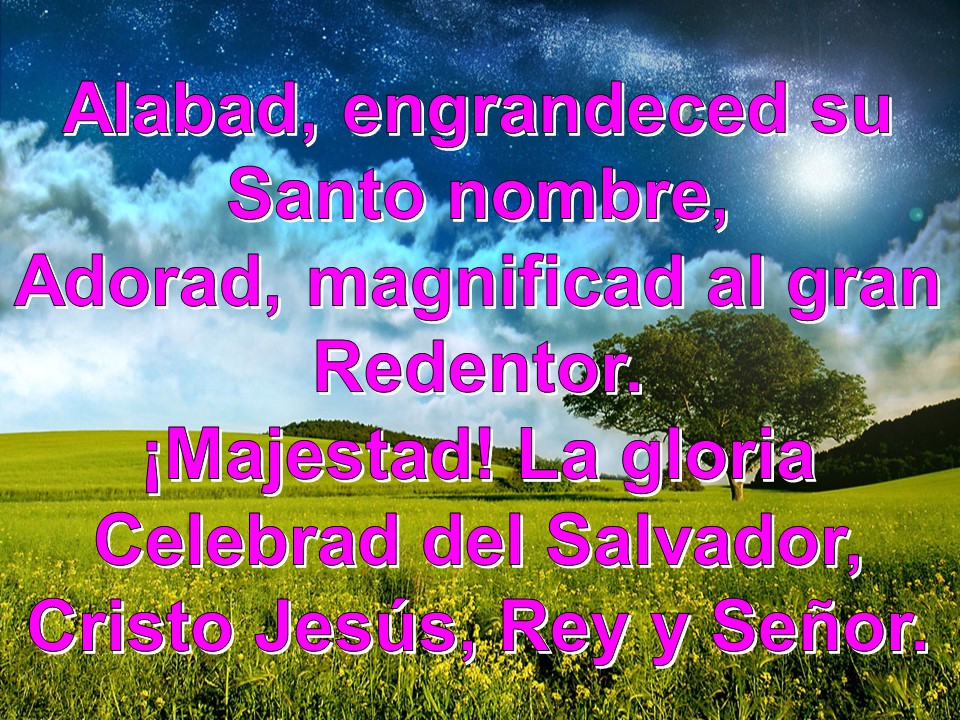 Alabad, engrandeced su
Santo nombre,
Adorad, magnificad al gran
Redentor.
¡Majestad! La gloria
Celebrad del Salvador,
Cristo Jesús, Rey y Señor.